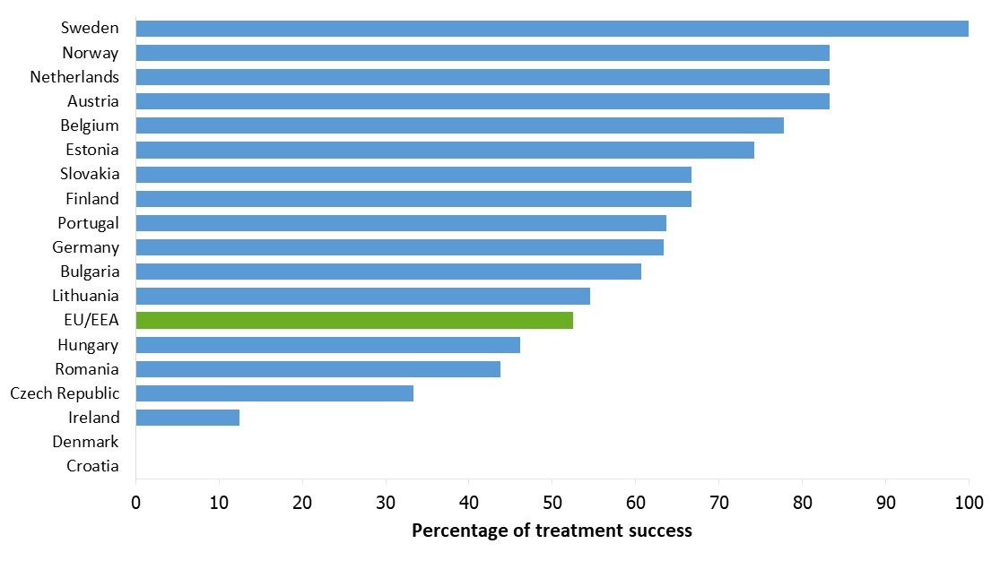 Sweden
Norway
Netherlands
Austria
Belgium
Estonia
Slovakia
Finland
Portugal
Germany
Bulgaria
Lithuania
EU/EEA
Hungary
Romania
Czech Republic
Ireland
Denmark
Croatia
0 10 20 30 40 50 60 70 80 90 100
Percentage of treatment success